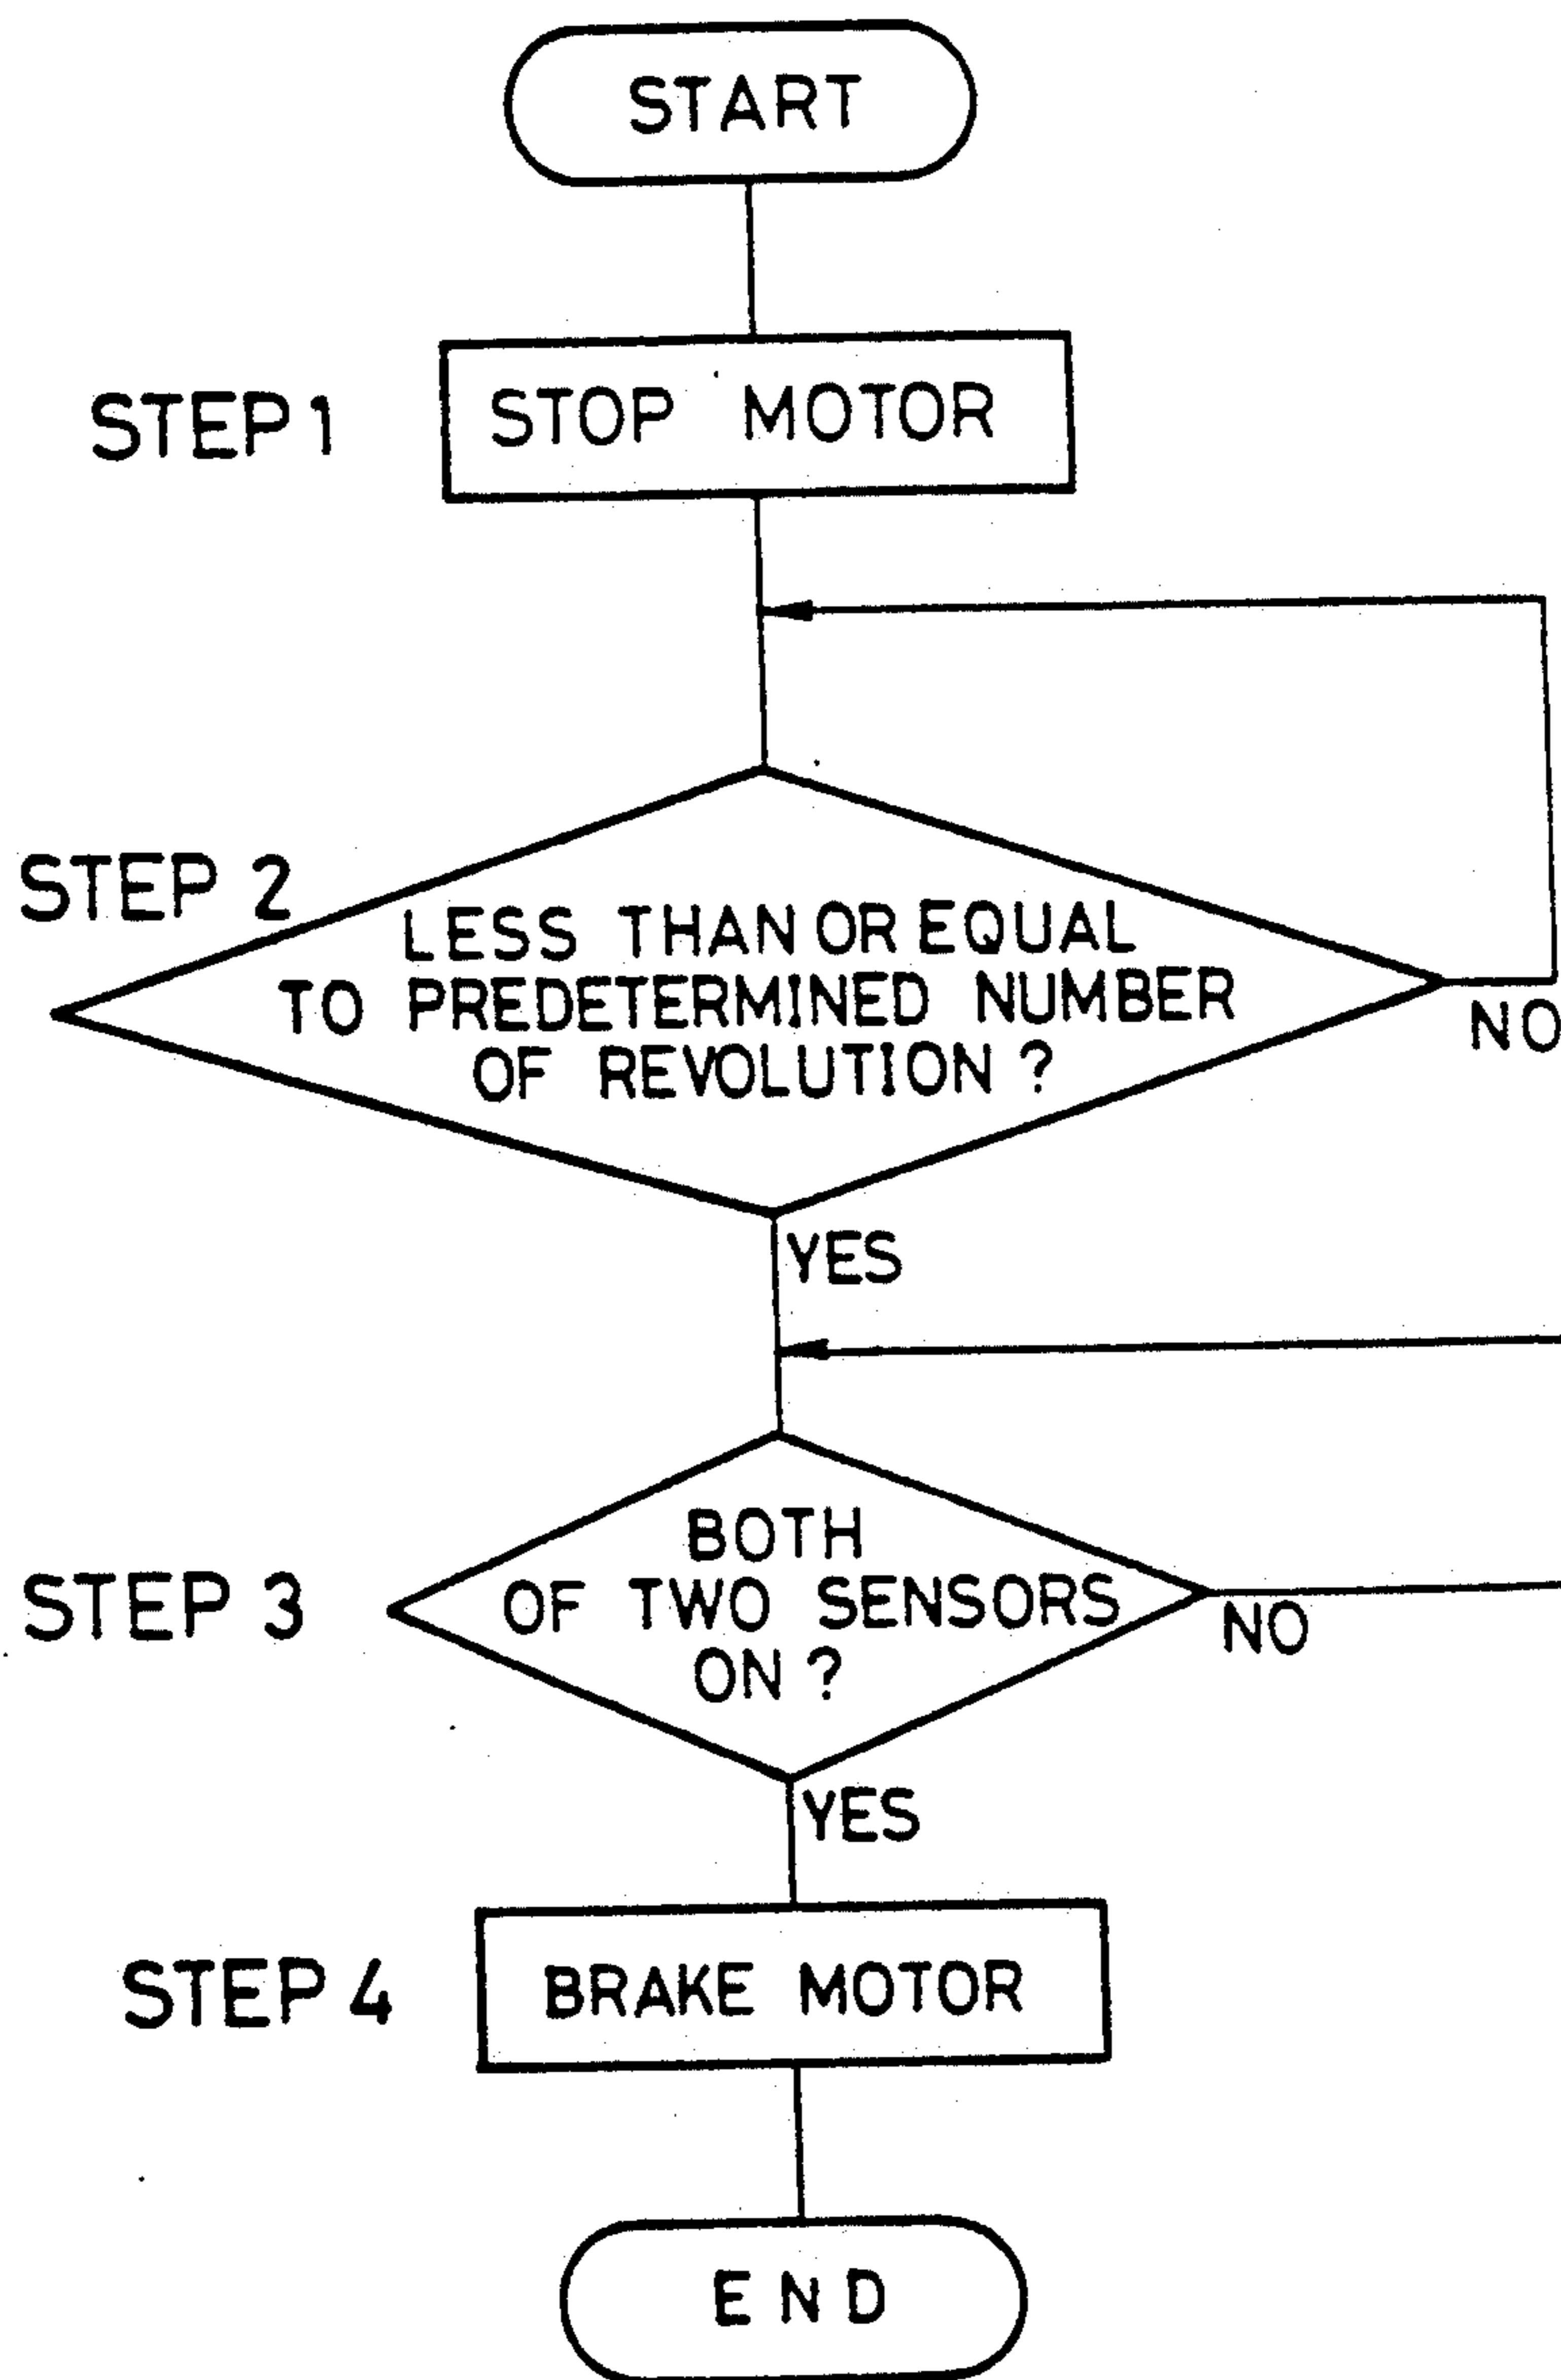 START
STEP 1
STOP MOTOR
STEP 2
LESS THAN OR EQUAL
TO PREDETERMINED NUMBER
OF REVOLUTION ?
NO
YES
BOTH
STEP 3
OF TWO SENSORS
ON ?
NO
YES
STEP 4
BRAKE MOTOR
END